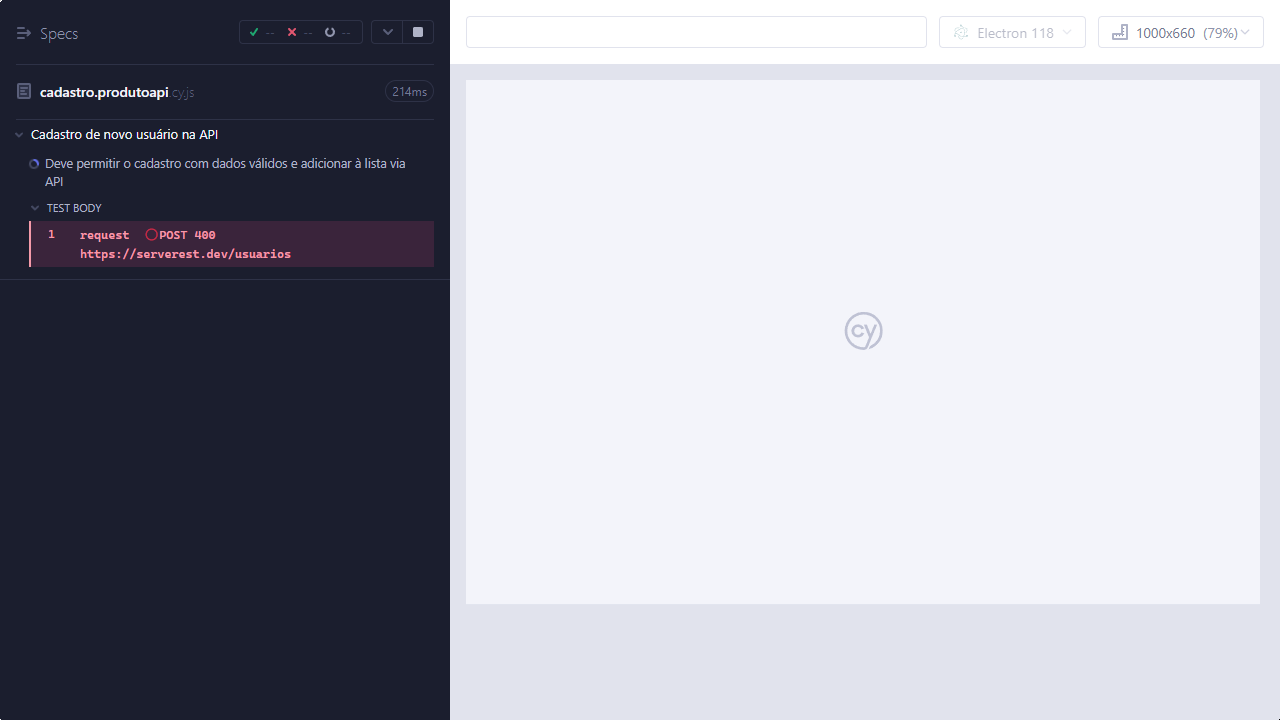 Specs
--
--
--
Electron 118
1000x660 (79%)
cadastro.produtoapi.cy.js
214ms
Cadastro de novo usuário na API
Deve permitir o cadastro com dados válidos e adicionar à lista via
API
TEST BODY
1 request POST 400
https://serverest.dev/usuarios
cy